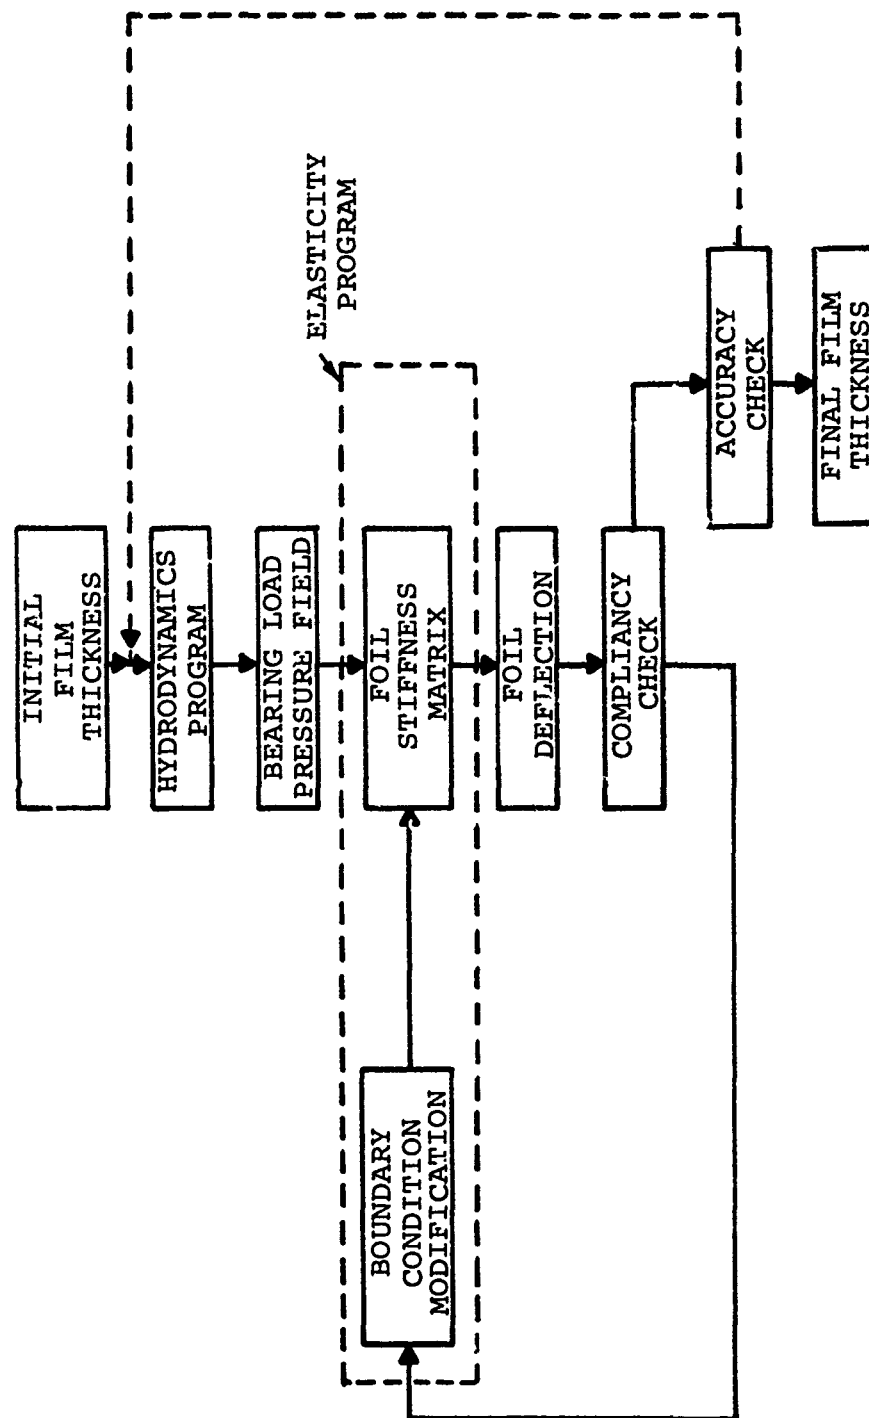 INITIAL
FILM
THICKNESS
HYDRODYNAMICS
PROGRAM
BEARING LOAD
PRESSURE FIELD
ELASTICITY
PROGRAM
BOUNDARY
CONDITION
MODIFICATION
FOIL
STIFFNESS
MATRIX
FOIL
DEFLECTION
COMPLIANCY
CHECK
ACCURACY
CHECK
FINAL FILM
THICKNESS